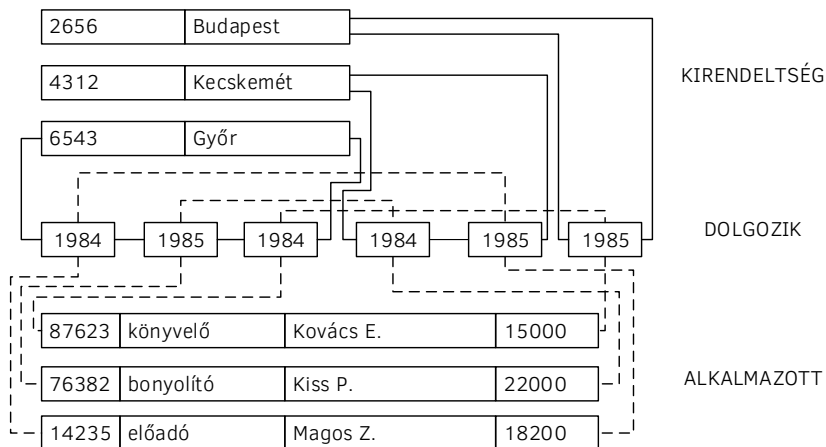 2656 Budapest
4312 Kecskemét
KIRENDELTSÉG
6543 Győr
1984 1985 1984 1984 1985 1985
DOLGOZIK
87623 könyvelő Kovács E. 15000
76382 bonyolító Kiss P. 22000
ALKALMAZOTT
14235 előadó Magos Z. 18200